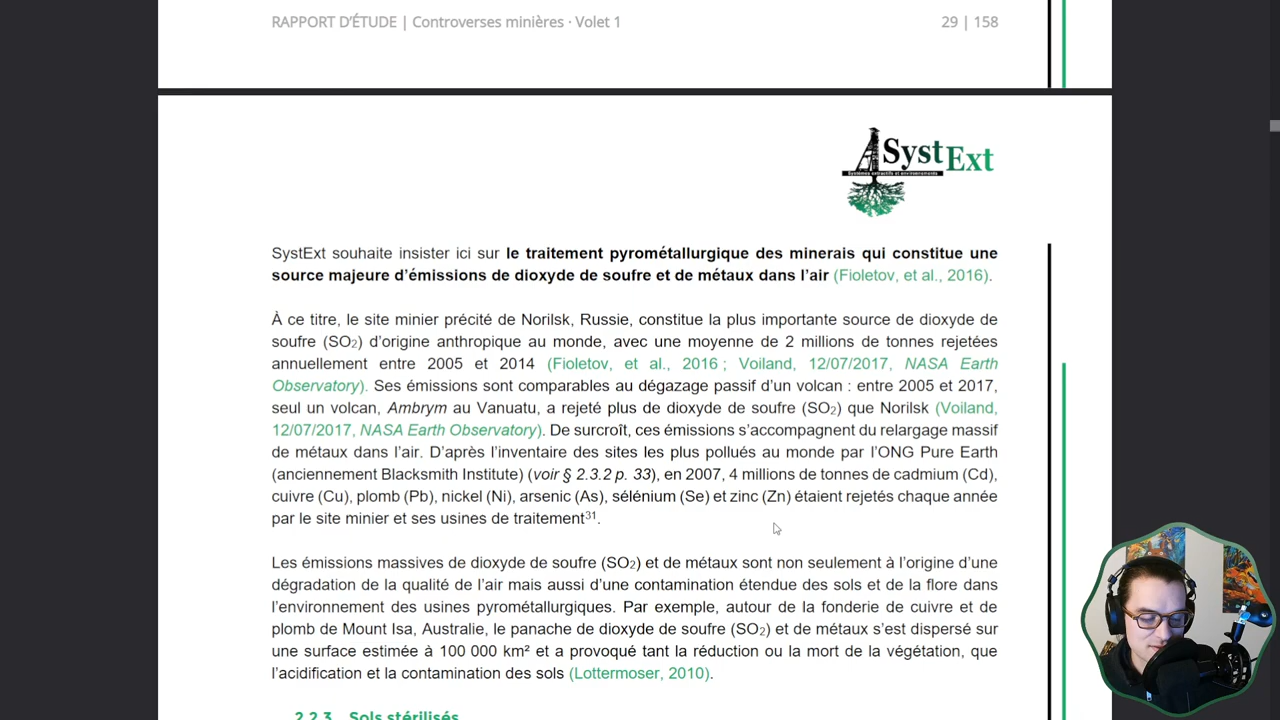 RAPPORT D'ÉTUDE | Controverses minières · Volet 1
29 | 158
SystExt
Systèmes extractifs et environnements
SystExt souhaite insister ici sur le traitement pyrométallurgique des minerais qui constitue une
source majeure d'émissions de dioxyde de soufre et de métaux dans l'air (Fioletov, et al., 2016).
À ce titre, le site minier précité de Norilsk, Russie, constitue la plus importante source de dioxyde de
soufre (SO2) d'origine anthropique au monde, avec une moyenne de 2 millions de tonnes rejetées
annuellement entre 2005 et 2014 (Fioletov, et al., 2016 ; Voiland, 12/07/2017, NASA Earth
Observatory). Ses émissions sont comparables au dégazage passif d'un volcan : entre 2005 et 2017,
seul un volcan, Ambrym au Vanuatu, a rejeté plus de dioxyde de soufre (SO2) que Norilsk (Voiland,
12/07/2017, NASA Earth Observatory). De surcroît, ces émissions s'accompagnent du relargage massif
de métaux dans l'air. D'après l'inventaire des sites les plus pollués au monde par l'ONG Pure Earth
(anciennement Blacksmith Institute) (voir § 2.3.2 p. 33), en 2007, 4 millions de tonnes de cadmium (Cd),
cuivre (Cu), plomb (Pb), nickel (Ni), arsenic (As), sélénium (Se) et zinc (Zn) étaient rejetés chaque année
par le site minier et ses usines de traitement31.
Les émissions massives de dioxyde de soufre (SO2) et de métaux sont non seulement à l'origine d'une
dégradation de la qualité de l'air mais aussi d'une contamination étendue des sols et de la flore dans
l'environnement des usines pyrométallurgiques. Par exemple, autour de la fonderie de cuivre et de
plomb de Mount Isa, Australie, le panache de dioxyde de soufre (SO2) et de métaux s'est dispersé sur
une surface estimée à 100 000 km² et a provoqué tant la réduction ou la mort de la végétation, que
l'acidification et la contamination des sols (Lottermoser, 2010).
2.2.3 Sols stérilisés